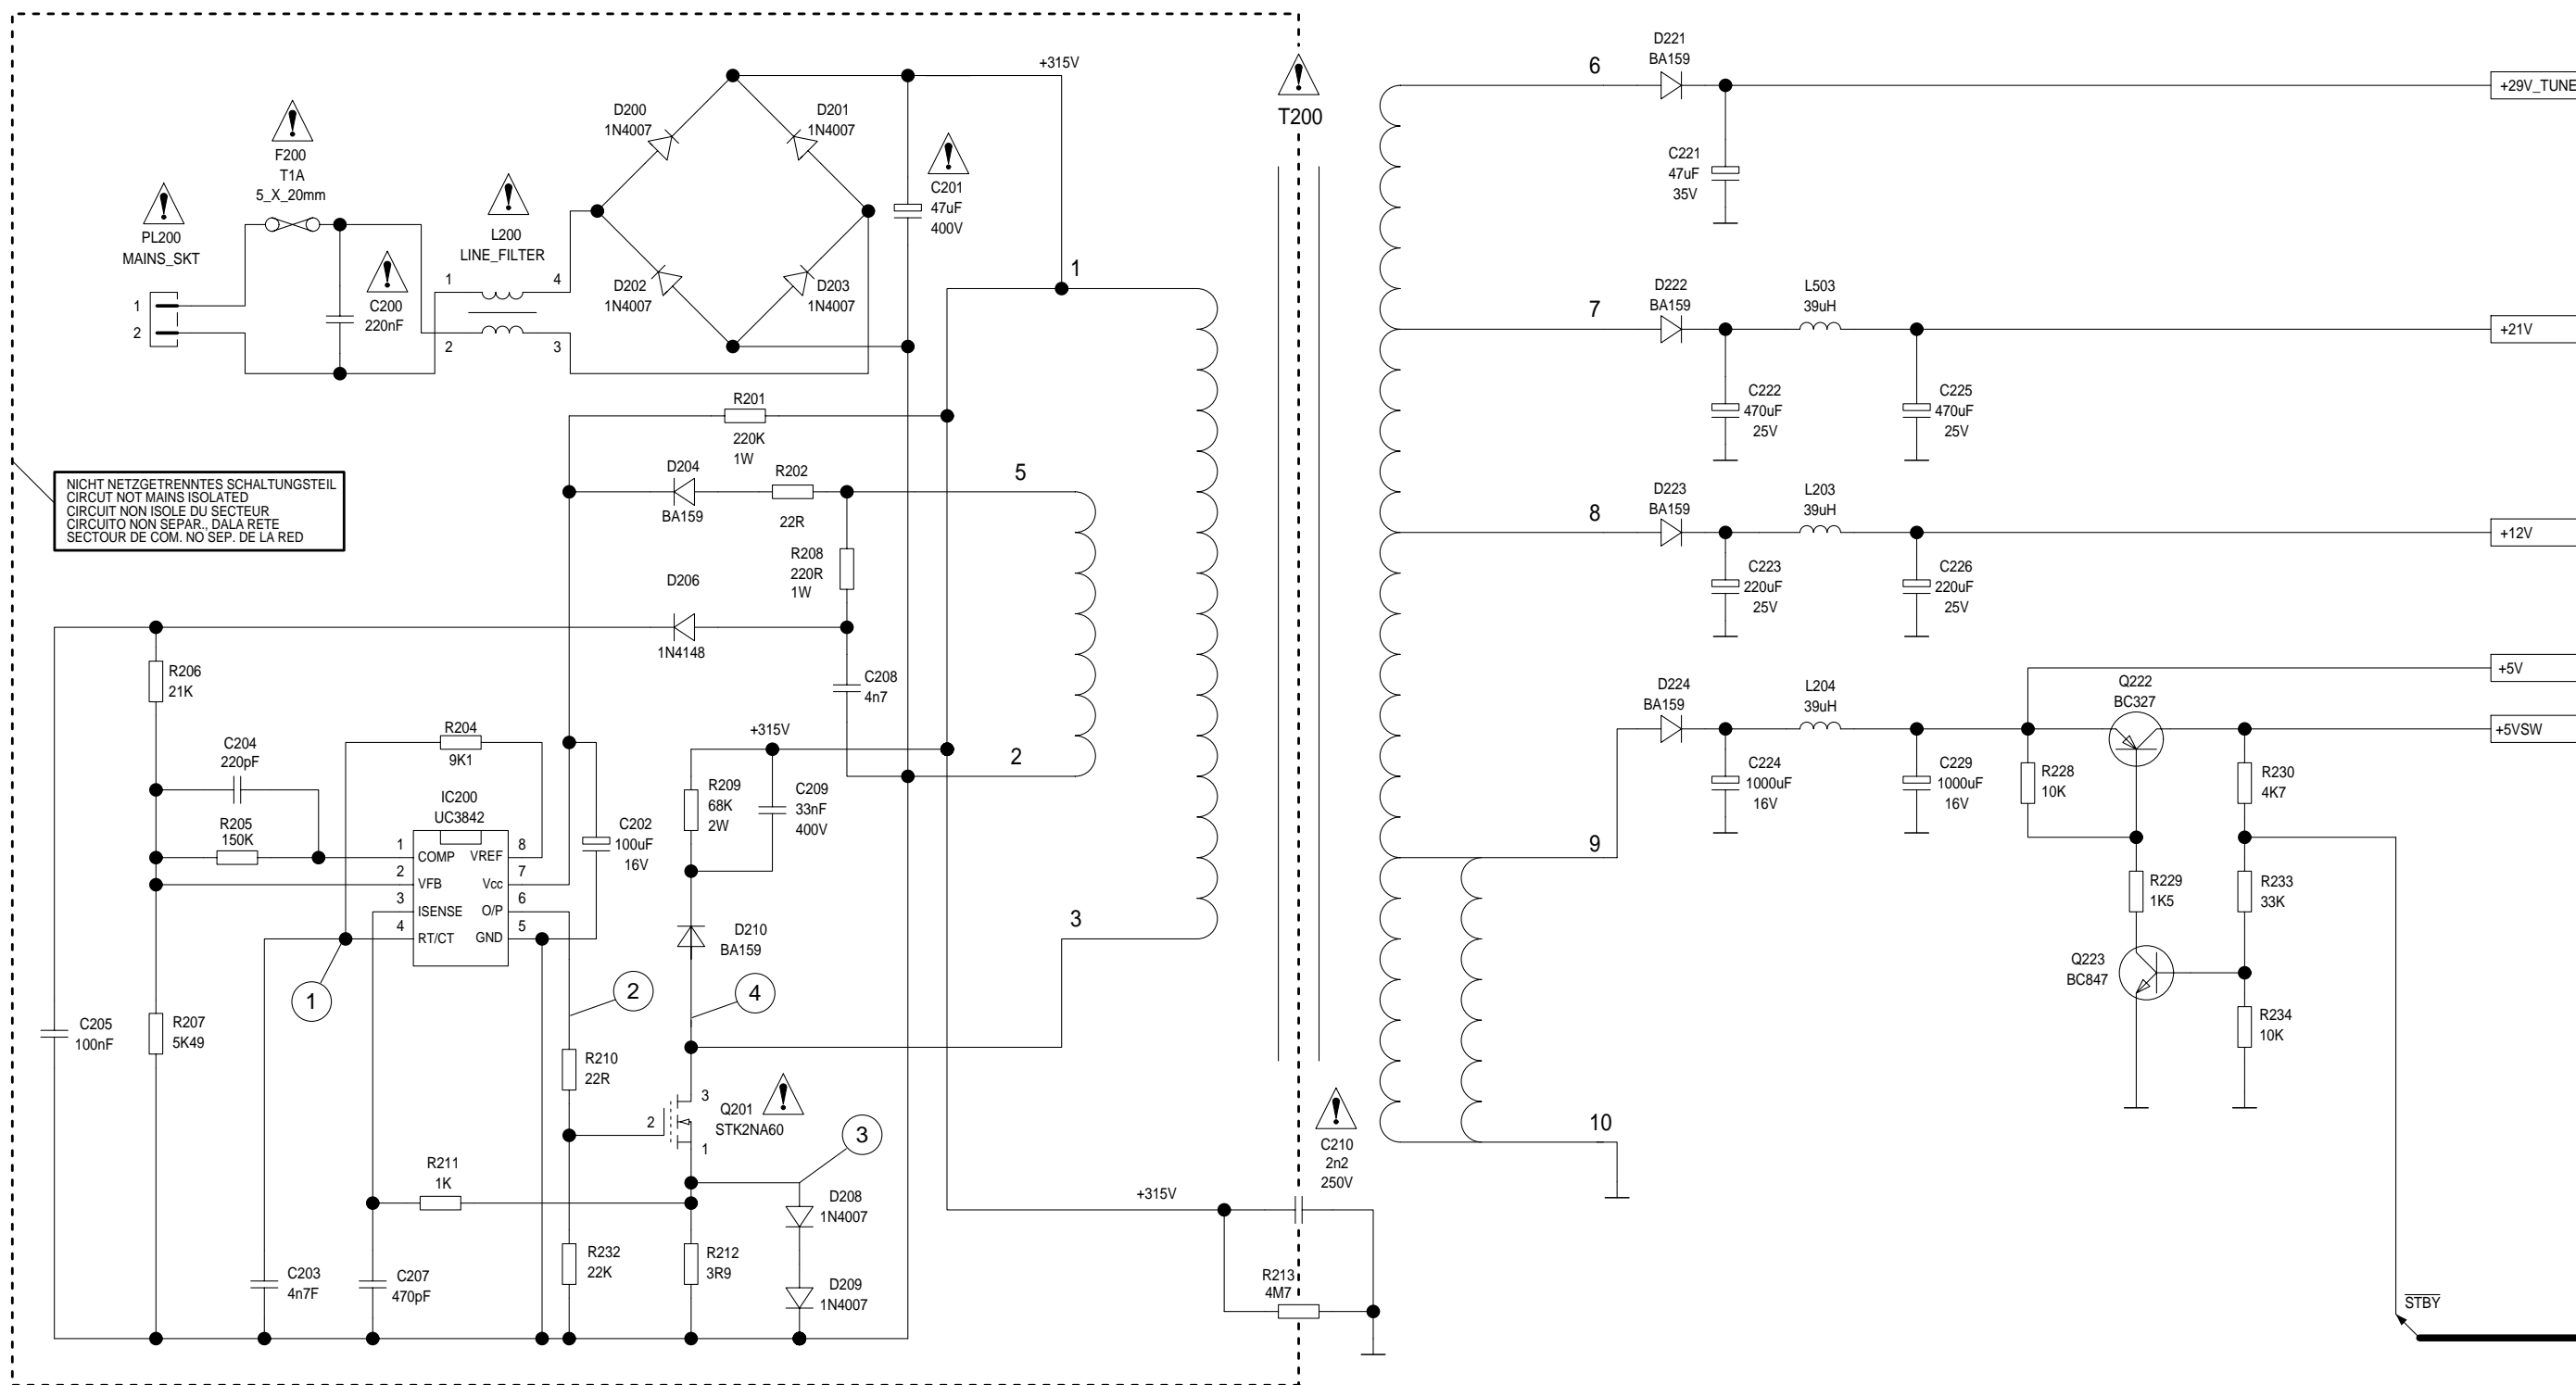 +315V
D200
1N4007
D201
1N4007
F200
T1A
5_X_20mm
C201
47uF
400V
PL200
MAINS_SKT
L200
LINE_FILTER
C200
220nF
1
2
1
4
2
3
D202
1N4007
D203
1N4007
1
T200
R201
220K
1W
D204
BA159
R202
22R
5
NICHT NETZGETRENNTES SCHALTUNGSTEIL
CIRCUT NOT MAINS ISOLATED
CIRCUIT NON ISOLE DU SECTEUR
CIRCUITO NON SEPAR., DALA RETE
SECTOUR DE COM. NO SEP. DE LA RED
R208
220R
1W
D206
1N4148
R206
21K
C208
4n7
R204
9K1
C204
220pF
+315V
2
R209
68K
2W
C209
33nF
400V
IC200
UC3842
R205
150K
C202
100uF
16V
1
COMP
VREF
8
2
VFB
Vcc
7
3
ISENSE
O/P
6
4
RT/CT
GND
5
3
D210
BA159
1
2
4
C205
100nF
R207
5K49
R210
22R
3
2
1
Q201
STK2NA60
3
R211
1K
D208
1N4007
C203
4n7F
C207
470pF
R232
22K
R212
3R9
D209
1N4007
+315V
C210
2n2
250V
R213
4M7
6
D221
BA159
+29V_TUNE
C221
47uF
35V
7
D222
BA159
L503
39uH
+21V
C222
470uF
25V
C225
470uF
25V
8
D223
BA159
L203
39uH
+12V
C223
220uF
25V
C226
220uF
25V
+5V
D224
BA159
L204
39uH
Q222
BC327
+5VSW
C224
1000uF
16V
C229
1000uF
16V
R228
10K
R230
4K7
9
R229
1K5
R233
33K
Q223
BC847
R234
10K
10
STBY